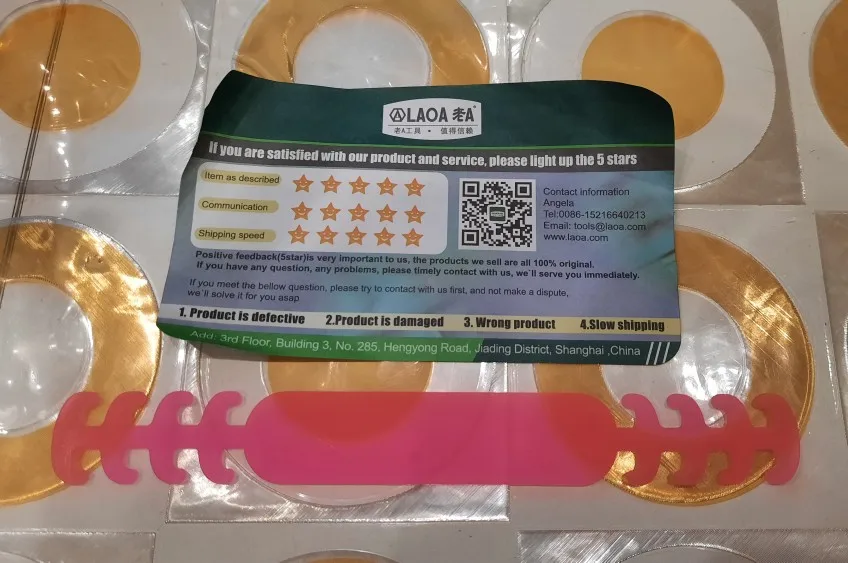 LAOA 老A®
老A工具 · 值得信賴
If you are satisfied with our product and service, please light up the 5 stars
Item as described
Communication
Shipping speed
Contact information
Angela
Tel:0086-15216640213
Email: tools@laoa.com
www.laoa.com
Positive feedback(5star)is very important to us, the products we sell are all 100% original.
If you have any question, any problems, please timely contact with us, we`ll serve you immediately.
If you meet the bellow question, please try to contact with us first, and not make a dispute,
we`ll solve it for you asap
1. Product is defective 2.Product is damaged 3. Wrong product 4.Slow shipping
Add: 3rd Floor, Building 3, No. 285, Hengyong Road, Jiading District, Shanghai ,China